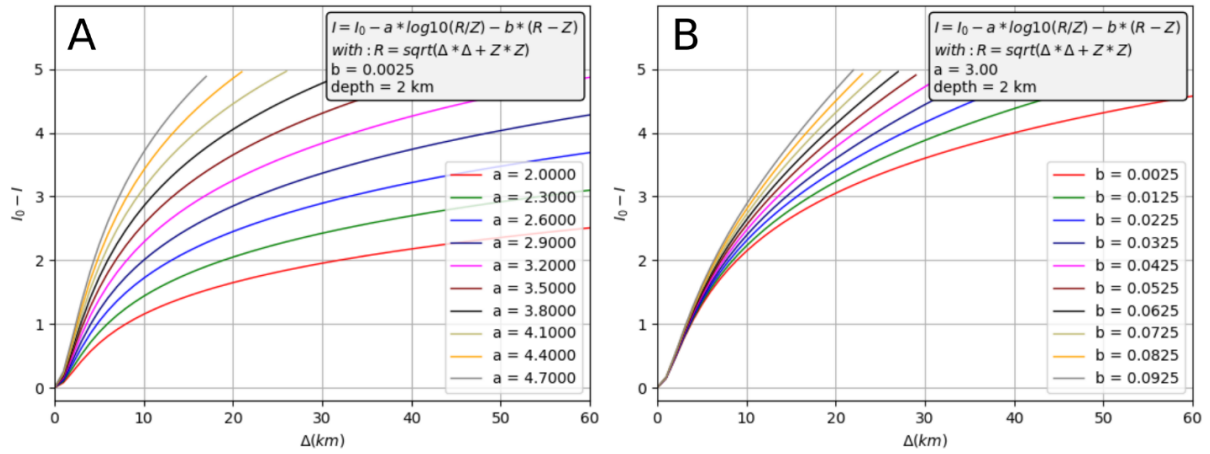 A
I = I₀ − a * log10(R/Z) − b * (R − Z)
with : R = sqrt(Δ * Δ + Z * Z)
b = 0.0025
depth = 2 km
I₀ − I
5
4
3
2
1
0
a = 2.0000
a = 2.3000
a = 2.6000
a = 2.9000
a = 3.2000
a = 3.5000
a = 3.8000
a = 4.1000
a = 4.4000
a = 4.7000
0 10 20 30 40 50 60
Δ(km)
B
I = I₀ − a * log10(R/Z) − b * (R − Z)
with : R = sqrt(Δ * Δ + Z * Z)
a = 3.00
depth = 2 km
I₀ − I
5
4
3
2
1
0
b = 0.0025
b = 0.0125
b = 0.0225
b = 0.0325
b = 0.0425
b = 0.0525
b = 0.0625
b = 0.0725
b = 0.0825
b = 0.0925
0 10 20 30 40 50 60
Δ(km)